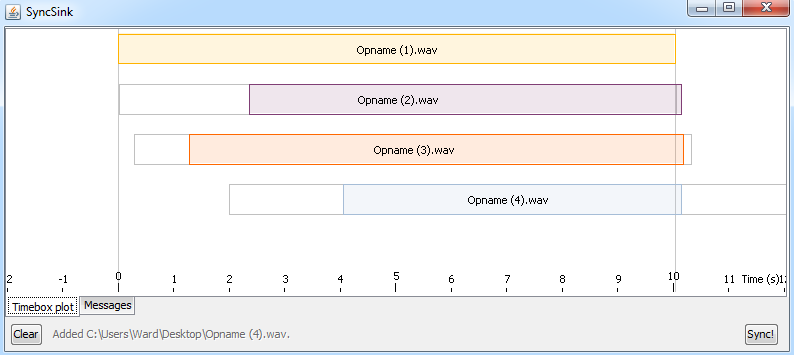 SyncSink
Opname (1).wav
Opname (2).wav
Opname (3).wav
Opname (4).wav
2 -1 0 1 2 3 4 5 6 7 8 9 10 11 Time (s) 12
Timebox plot Messages
Clear Added C:\Users\Ward\Desktop\Opname (4).wav. Sync!